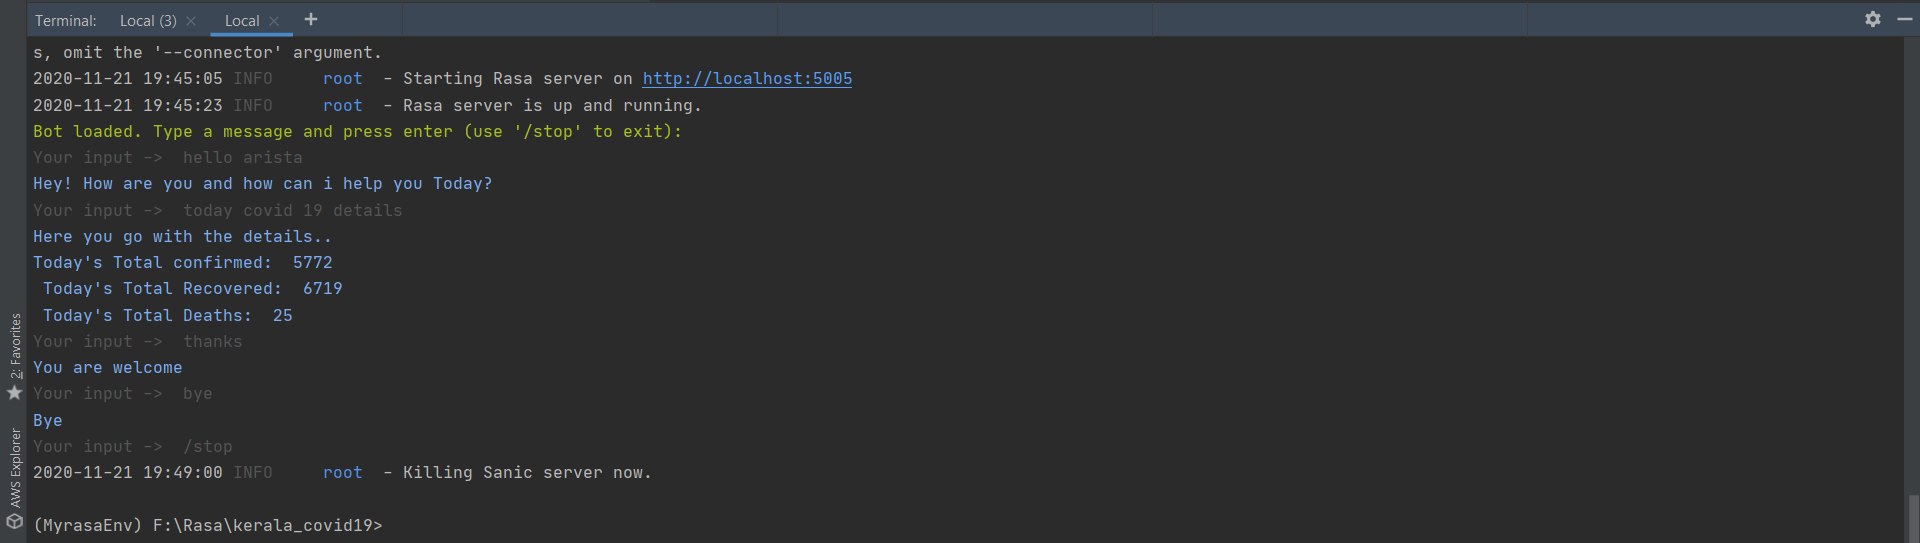 Terminal: Local (3) × Local × +
s, omit the '--connector' argument.
2020-11-21 19:45:05 INFO     root  - Starting Rasa server on http://localhost:5005
2020-11-21 19:45:23 INFO     root  - Rasa server is up and running.
Bot loaded. Type a message and press enter (use '/stop' to exit):
Your input ->  hello arista
Hey! How are you and how can i help you Today?
Your input ->  today covid 19 details
Here you go with the details..
Today's Total confirmed:  5772
 Today's Total Recovered:  6719
 Today's Total Deaths:  25
Your input ->  thanks
You are welcome
Your input ->  bye
Bye
Your input ->  /stop
2020-11-21 19:49:00 INFO     root  - Killing Sanic server now.
(MyrasaEnv) F:\Rasa\kerala_covid19>
2: Favorites
AWS Explorer